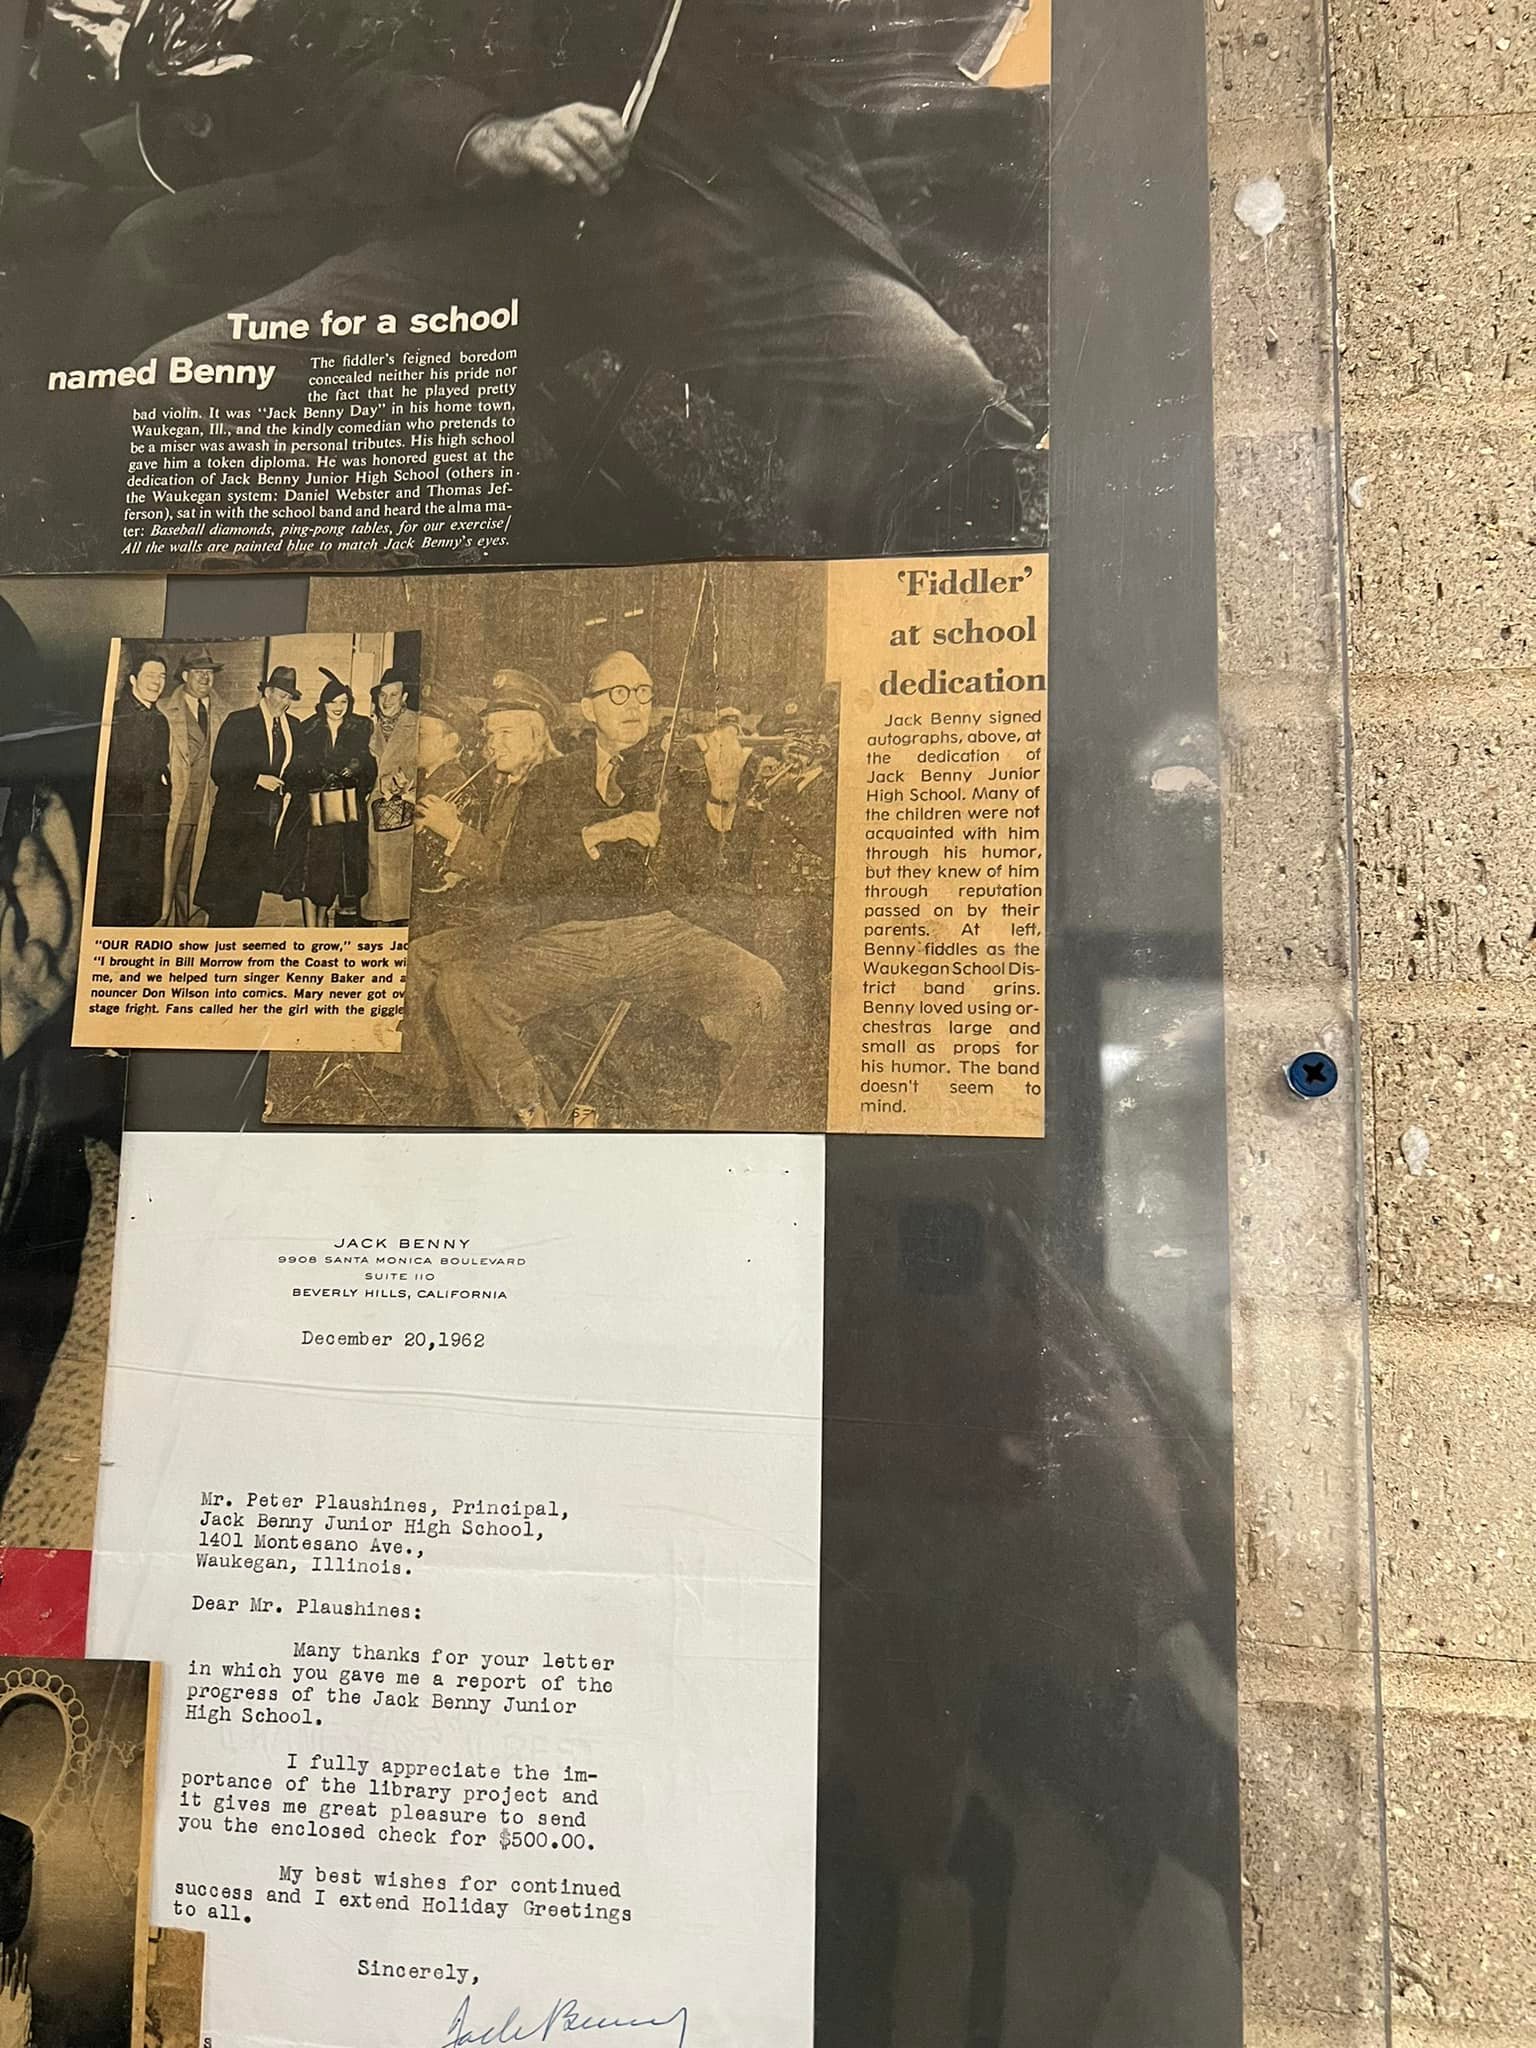 Tune for a school
named Benny
The fiddler's feigned boredom
concealed neither his pride nor
the fact that he played pretty
bad violin. It was "Jack Benny Day" in his home town,
Waukegan, Ill., and the kindly comedian who pretends to
be a miser was awash in personal tributes. His high school
gave him a token diploma. He was honored guest at the
dedication of Jack Benny Junior High School (others in
the Waukegan system: Daniel Webster and Thomas Jef-
ferson), sat in with the school band and heard the alma ma-
ter: Baseball diamonds, ping-pong tables, for our exercise/
All the walls are painted blue to match Jack Benny's eyes.
'Fiddler'
at school
dedication
Jack Benny signed
autographs, above, at
the dedication of
Jack Benny Junior
High School. Many of
the children were not
acquainted with him
through his humor,
but they knew of him
through reputation
passed on by their
parents. At left,
Benny fiddles as the
Waukegan School Dis-
trict band grins.
Benny loved using or-
chestras large and
small as props for
his humor. The band
doesn't seem to
mind.
"OUR RADIO show just seemed to grow," says Jac
"I brought in Bill Morrow from the Coast to work wi
me, and we helped turn singer Kenny Baker and a
nouncer Don Wilson into comics. Mary never got ov
stage fright. Fans called her the girl with the giggle
JACK BENNY
9908 SANTA MONICA BOULEVARD
SUITE 110
BEVERLY HILLS, CALIFORNIA
December 20,1962
Mr. Peter Plaushines, Principal,
Jack Benny Junior High School,
1401 Montesano Ave.,
Waukegan, Illinois.
Dear Mr. Plaushines:
Many thanks for your letter
in which you gave me a report of the
progress of the Jack Benny Junior
High School.
I fully appreciate the im-
portance of the library project and
it gives me great pleasure to send
you the enclosed check for $500.00.
My best wishes for continued
success and I extend Holiday Greetings
to all.
Sincerely,
Jack Benny